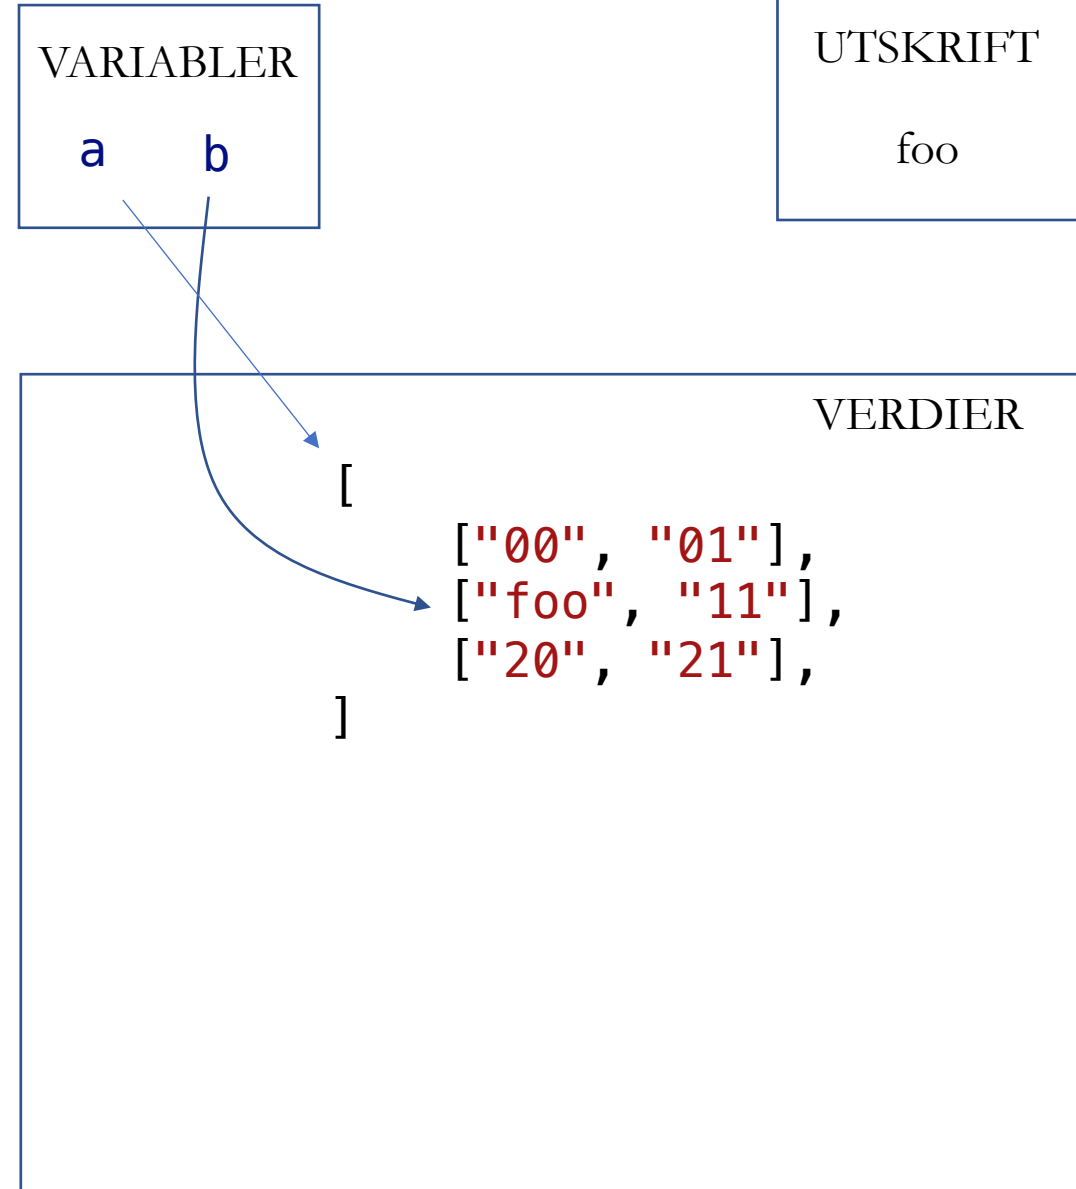 VARIABLER
a b
UTSKRIFT
foo
VERDIER
[
["00", "01"],
["foo", "11"],
["20", "21"],
]